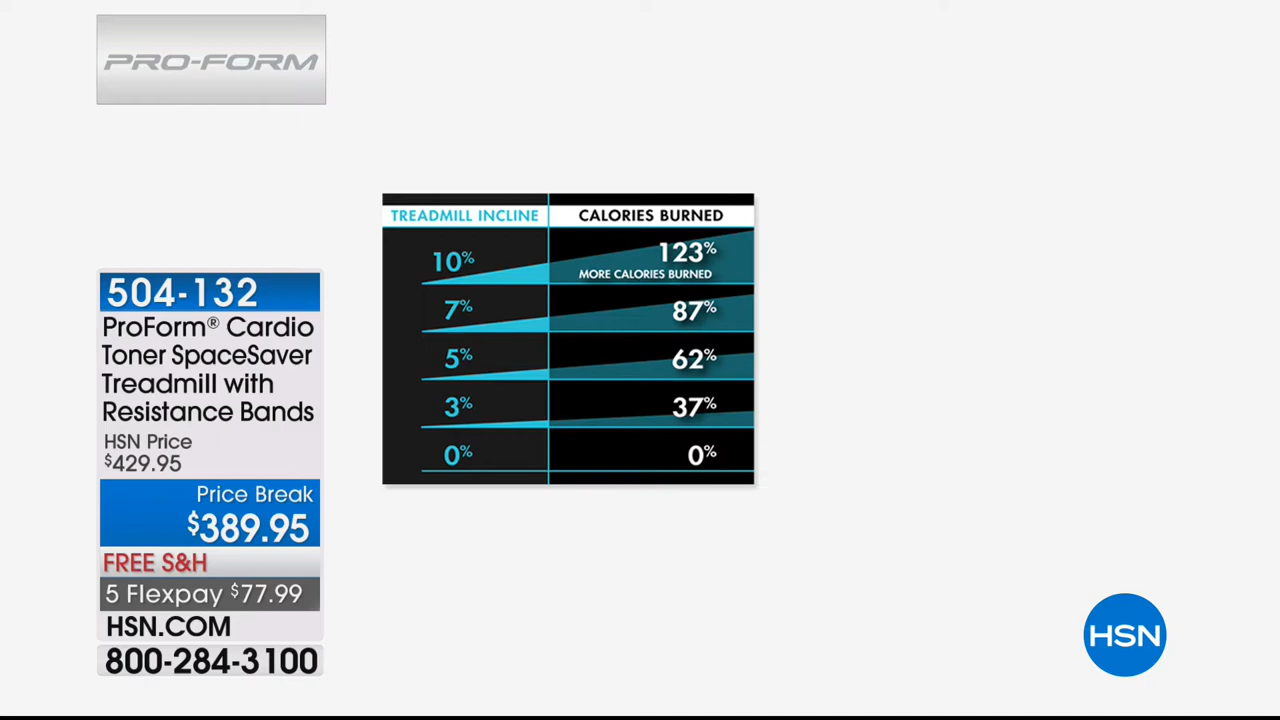 PRO-FORM
TREADMILL INCLINE CALORIES BURNED
10% 123%
MORE CALORIES BURNED
7% 87%
5% 62%
3% 37%
0% 0%
504-132
ProForm® Cardio
Toner SpaceSaver
Treadmill with
Resistance Bands
HSN Price
$429.95
Price Break
$389.95
FREE S&H
5 Flexpay $77.99
HSN.COM
800-284-3100
HSN